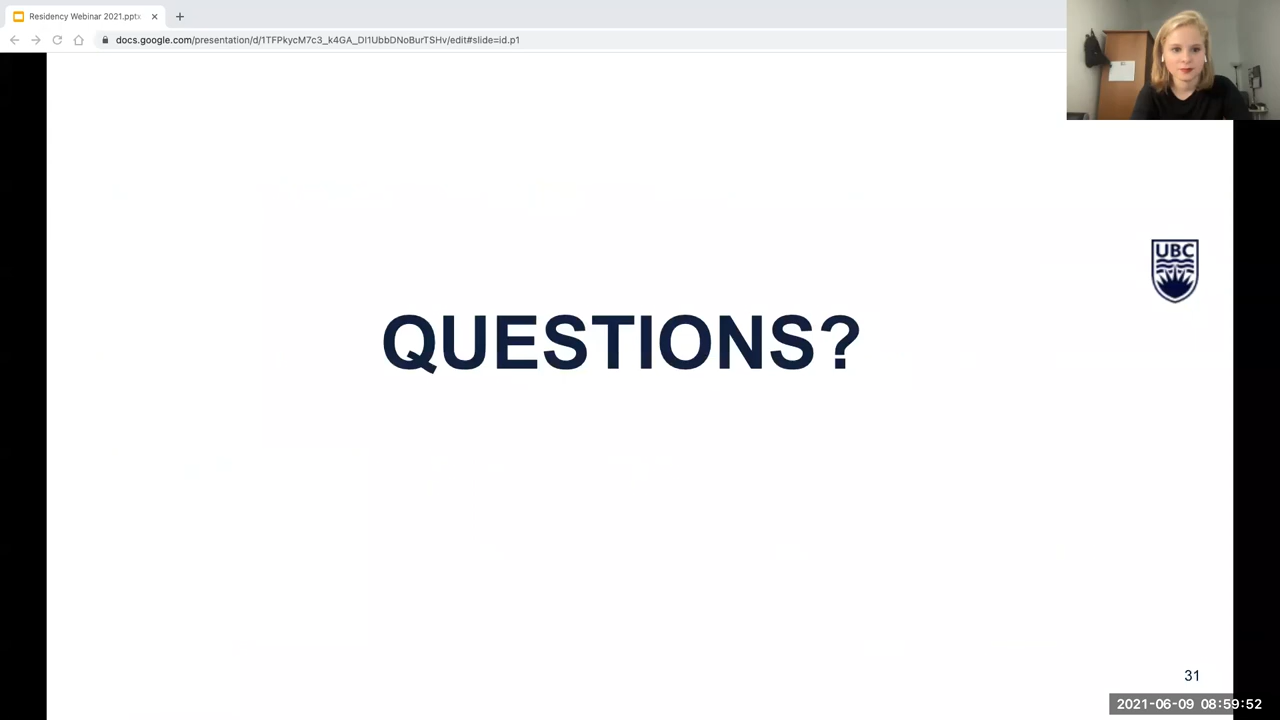 Residency Webinar 2021.pptx
docs.google.com/presentation/d/1TFPkycM7c3_k4GA_DI1UbbDNoBurTSHv/edit#slide=id.p1
UBC
QUESTIONS?
31
2021-06-09 08:59:52